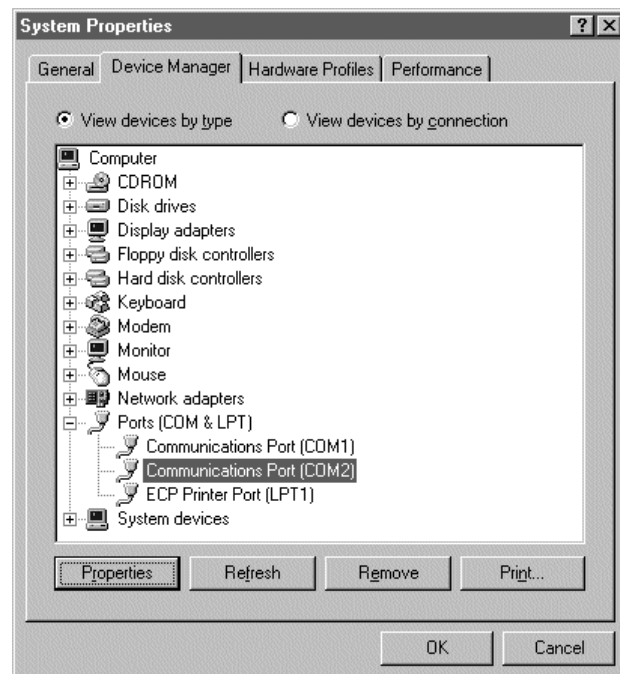 System Properties
General Device Manager Hardware Profiles Performance
View devices by type View devices by connection
Computer
CDROM
Disk drives
Display adapters
Floppy disk controllers
Hard disk controllers
Keyboard
Modem
Monitor
Mouse
Network adapters
Ports (COM & LPT)
Communications Port (COM1)
Communications Port (COM2)
ECP Printer Port (LPT1)
System devices
Properties Refresh Remove Print...
OK Cancel